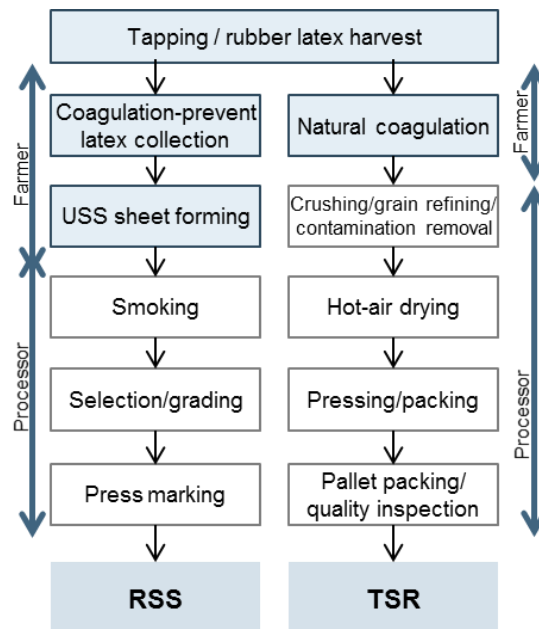 Tapping / rubber latex harvest
Coagulation-prevent
latex collection
Natural coagulation
Farmer
Farmer
USS sheet forming
Crushing/grain refining/
contamination removal
Smoking
Hot-air drying
Selection/grading
Pressing/packing
Processor
Processor
Press marking
Pallet packing/
quality inspection
RSS
TSR